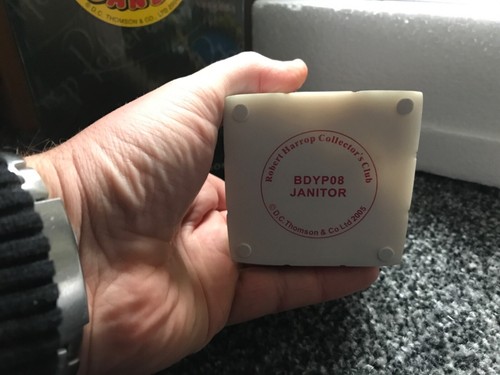 © D.C. THOMSON & CO. LTD
Robert Harrop Collector's Club
BDYP08
JANITOR
© D.C. Thomson & Co Ltd 2005